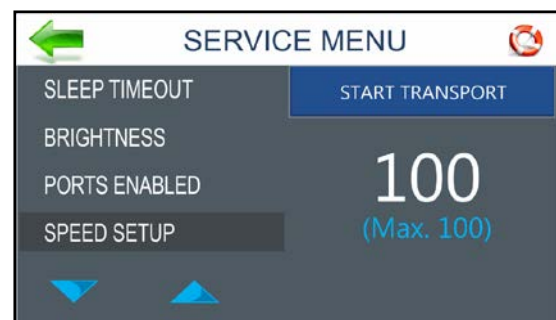 SERVICE MENU
SLEEP TIMEOUT
BRIGHTNESS
PORTS ENABLED
SPEED SETUP
START TRANSPORT
100
(Max. 100)